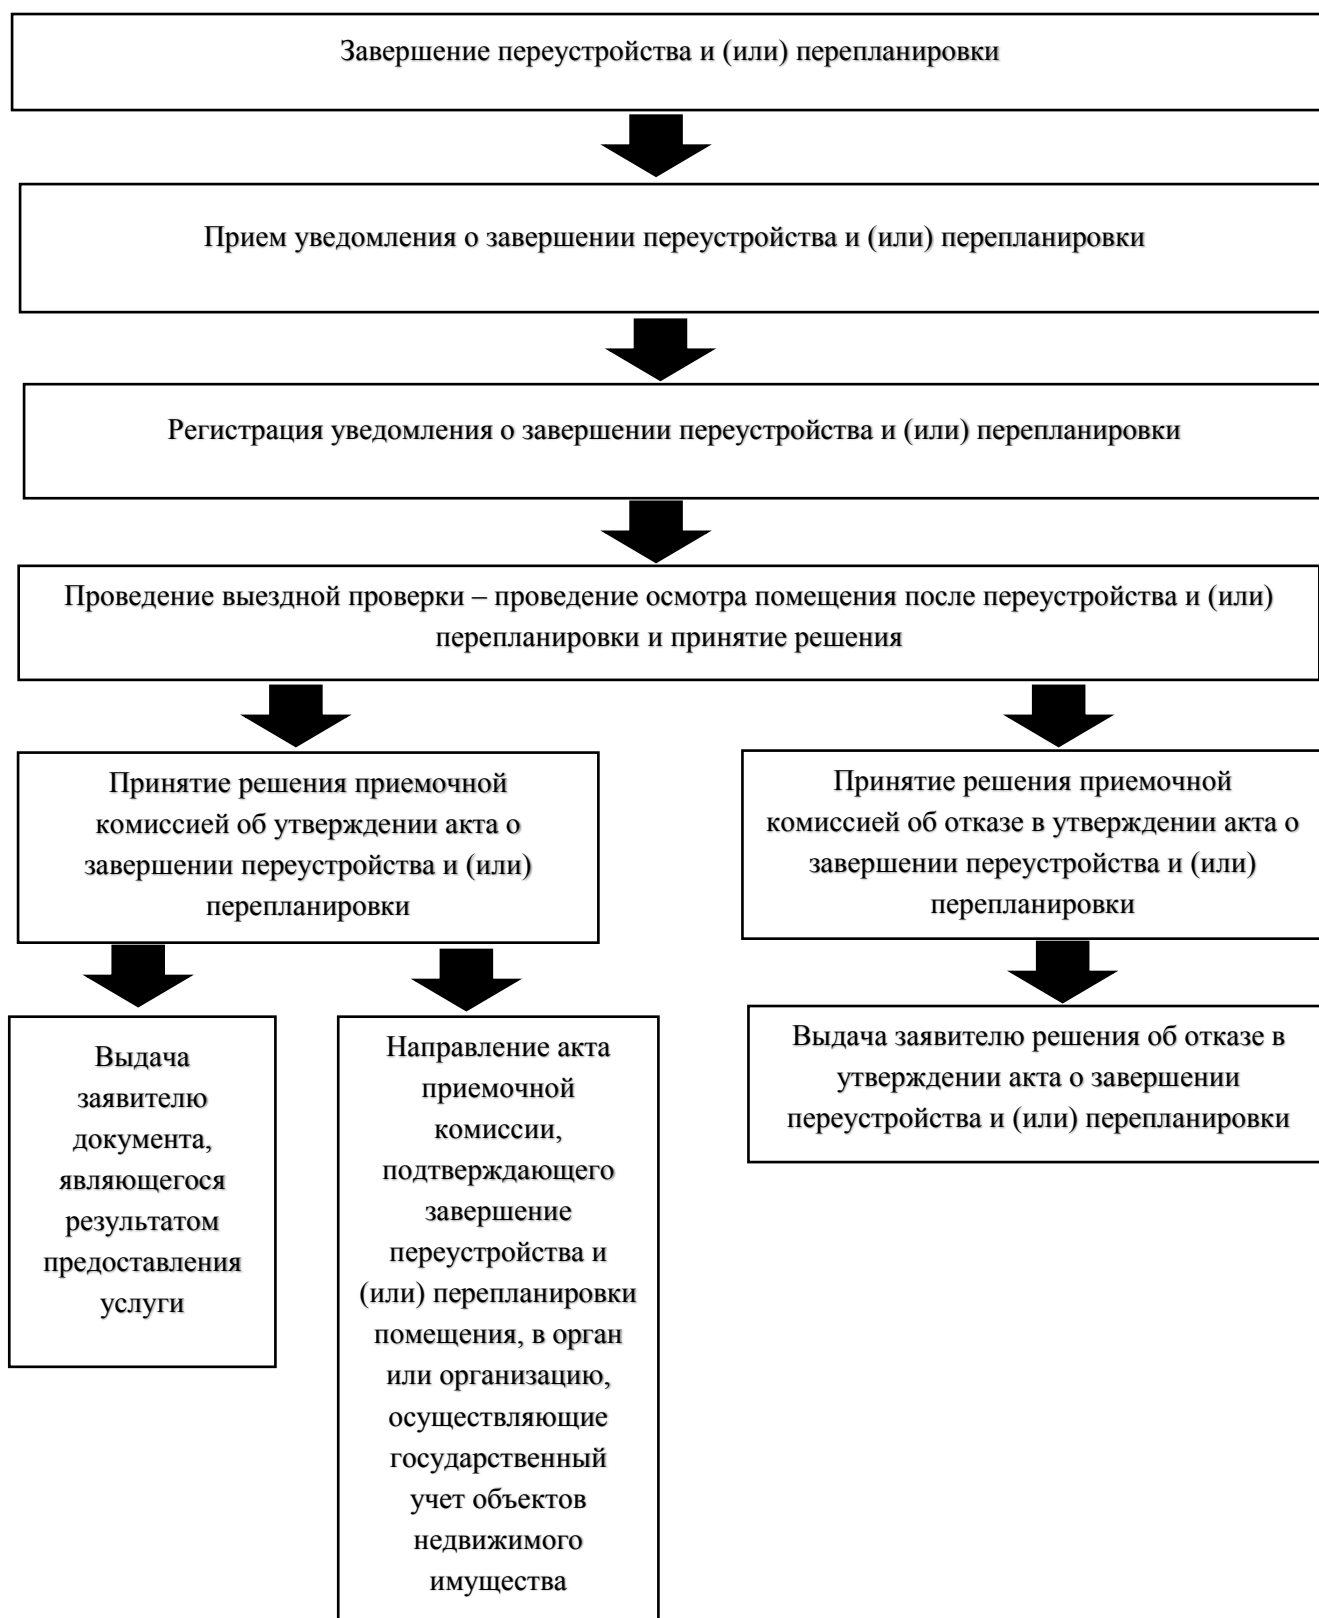 Завершение переустройства и (или) перепланировки
Прием уведомления о завершении переустройства и (или) перепланировки
Регистрация уведомления о завершении переустройства и (или) перепланировки
Проведение выездной проверки – проведение осмотра помещения после переустройства и (или)
перепланировки и принятие решения
Принятие решения приемочной
комиссией об утверждении акта о
завершении переустройства и (или)
перепланировки
Принятие решения приемочной
комиссией об отказе в утверждении акта о
завершении переустройства и (или)
перепланировки
Выдача
заявителю
документа,
являющегося
результатом
предоставления
услуги
Направление акта
приемочной
комиссии,
подтверждающего
завершение
переустройства и
(или) перепланировки
помещения, в орган
или организацию,
осуществляющие
государственный
учет объектов
недвижимого
имущества
Выдача заявителю решения об отказе в
утверждении акта о завершении
переустройства и (или) перепланировки